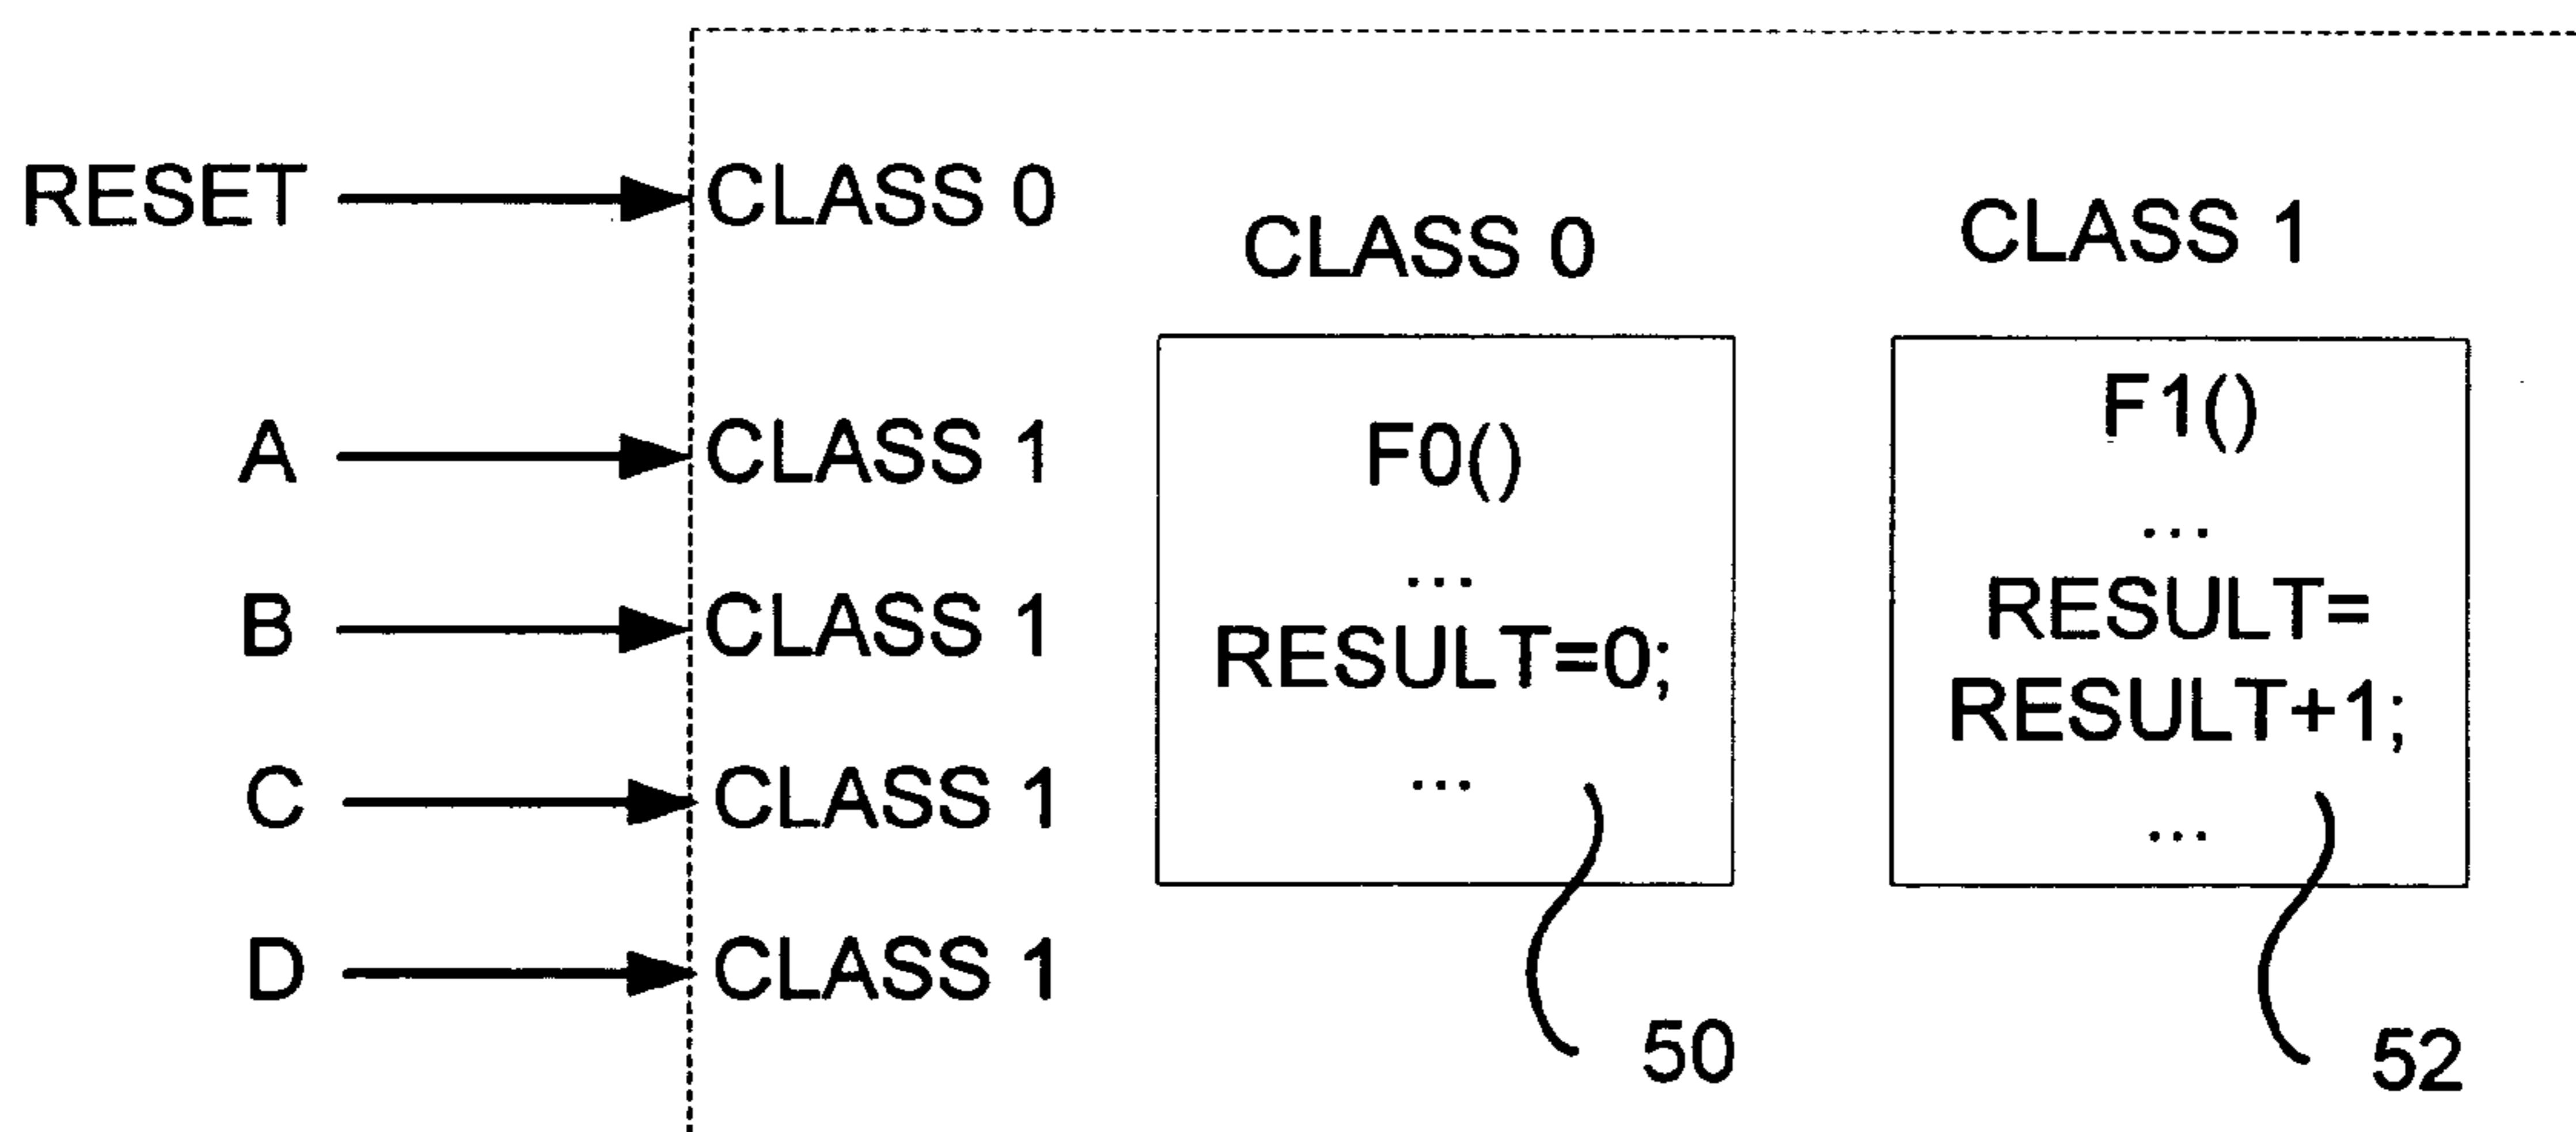 RESET CLASS 0
CLASS 0
CLASS 1
A CLASS 1
B CLASS 1
C CLASS 1
D CLASS 1
F0()
...
RESULT=0;
...
50
F1()
...
RESULT=
RESULT+1;
...
52